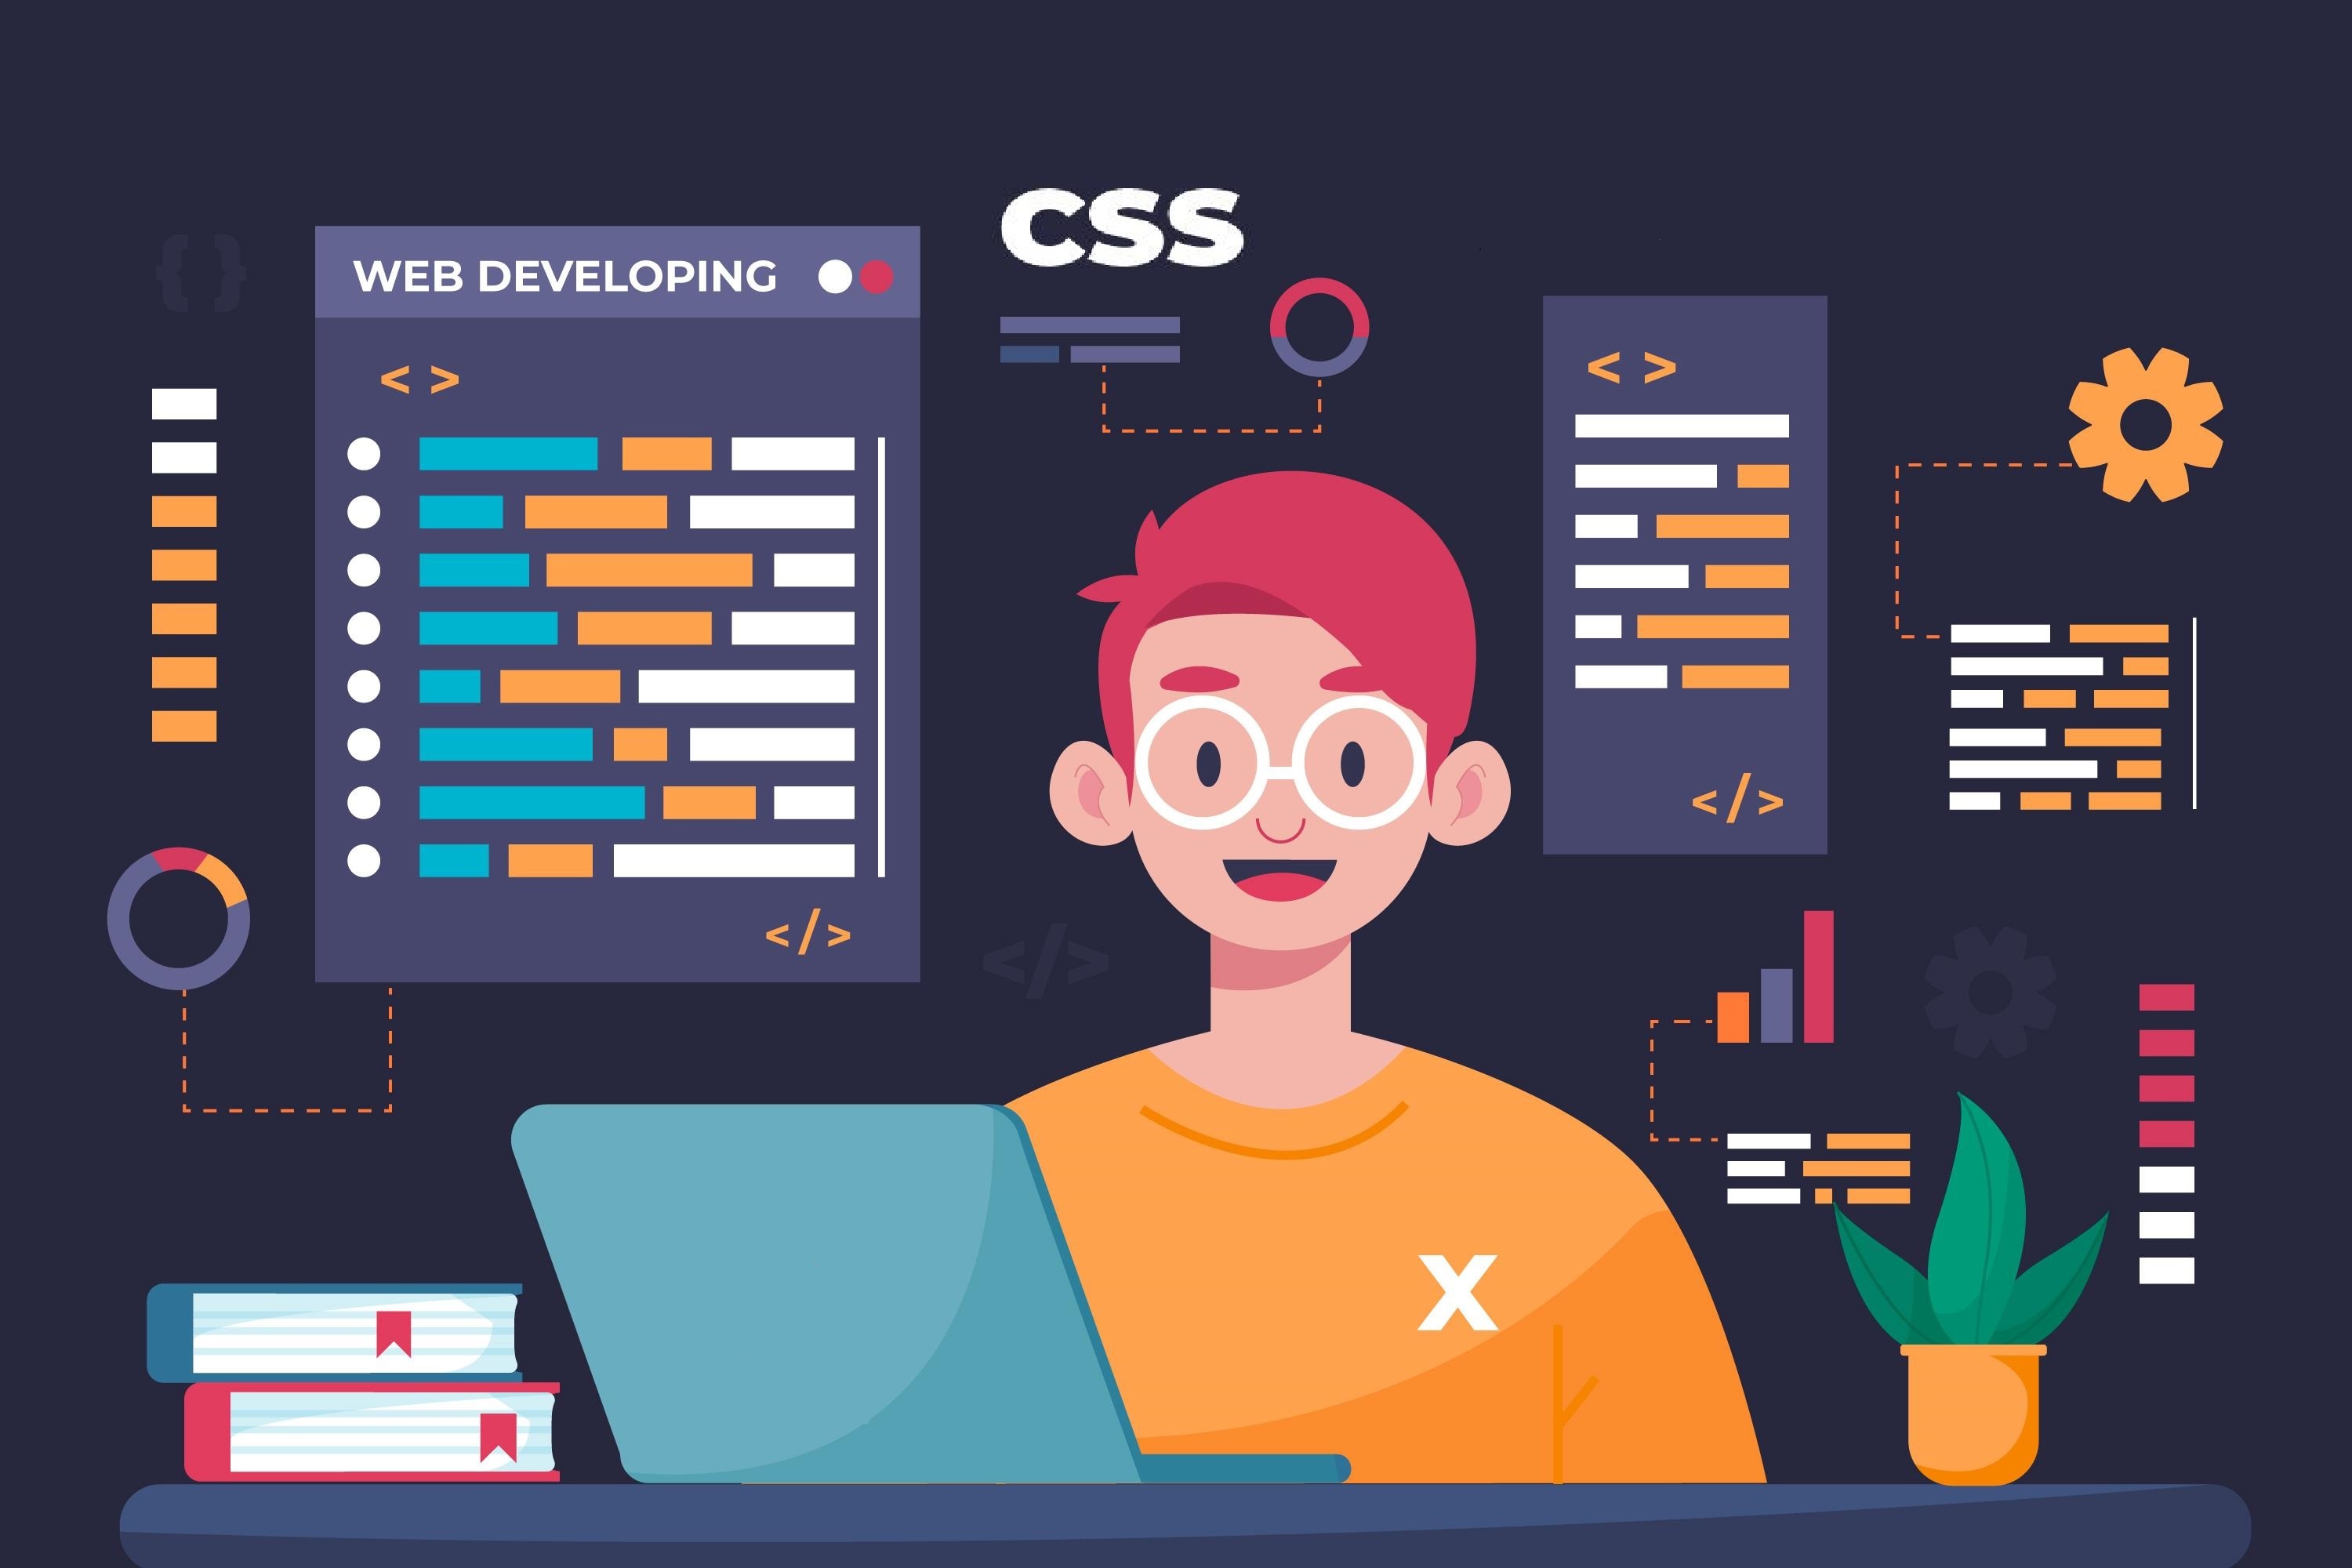 CSS
WEB DEVELOPING
< >
< >
</>
</>
{ }
</>
X